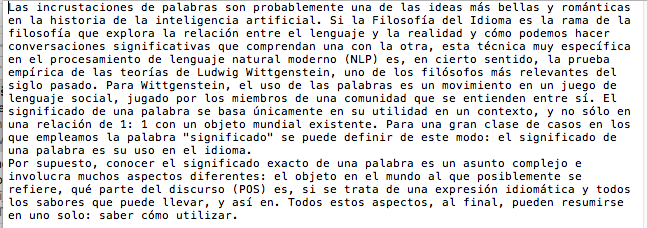 Las incrustaciones de palabras son probablemente una de las ideas más bellas y románticas
en la historia de la inteligencia artificial. Si la Filosofía del Idioma es la rama de la
filosofía que explora la relación entre el lenguaje y la realidad y cómo podemos hacer
conversaciones significativas que comprendan una con la otra, esta técnica muy específica
en el procesamiento de lenguaje natural moderno (NLP) es, en cierto sentido, la prueba
empírica de las teorías de Ludwig Wittgenstein, uno de los filósofos más relevantes del
siglo pasado. Para Wittgenstein, el uso de las palabras es un movimiento en un juego de
lenguaje social, jugado por los miembros de una comunidad que se entienden entre sí. El
significado de una palabra se basa únicamente en su utilidad en un contexto, y no sólo en
una relación de 1: 1 con un objeto mundial existente. Para una gran clase de casos en los
que empleamos la palabra "significado" se puede definir de este modo: el significado de
una palabra es su uso en el idioma.
Por supuesto, conocer el significado exacto de una palabra es un asunto complejo e
involucra muchos aspectos diferentes: el objeto en el mundo al que posiblemente se
refiere, qué parte del discurso (POS) es, si se trata de una expresión idiomática y todos
los sabores que puede llevar, y así en. Todos estos aspectos, al final, pueden resumirse
en uno solo: saber cómo utilizar.